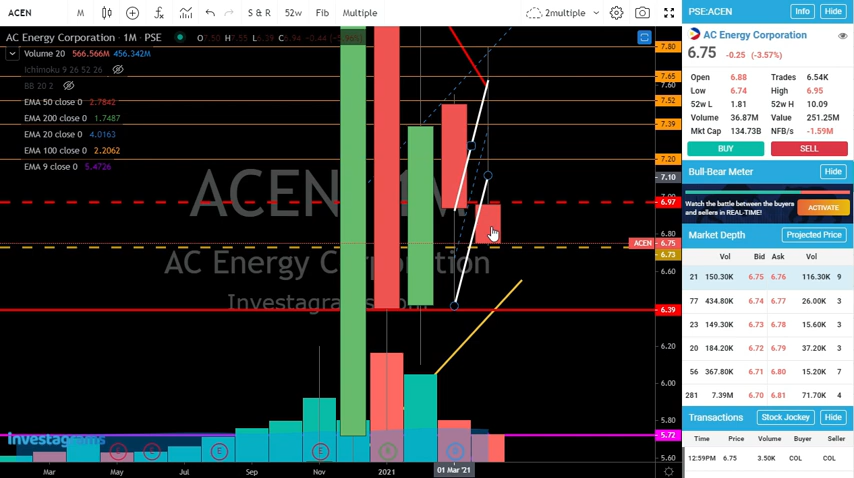 ACEN
M
S & R
52w
Fib
Multiple
2multiple
AC Energy Corporation · 1M · PSE
Volume 20 566.566M 456.342M
Ichimoku 9 26 52 26
BB 20 2
EMA 50 close 0 2.7842
EMA 200 close 0 1.7487
EMA 20 close 0 4.0163
EMA 100 close 0 2.2062
EMA 9 close 0 5.4726
ACEN, 1M
AC Energy Corporation
Investagrams.com
Investagrams
7.80
7.65
7.60
7.52
7.39
7.20
7.10
7.00
6.97
6.80
ACEN 6.75
6.73
6.60
6.39
6.20
6.00
5.80
5.72
5.60
Mar
May
Jul
Sep
Nov
2021
01 Mar '21
PSE:ACEN
Info
Hide
AC Energy Corporation
6.75 -0.25 (-3.57%)
Open 6.88 Trades 6.54K
Low 6.74 High 6.95
52w L 1.81 52w H 10.09
Volume 36.87M Value 251.25M
Mkt Cap 134.73B NFB/s -1.59M
BUY
SELL
Bull-Bear Meter
Hide
Watch the battle between the buyers
and sellers in REAL-TIME!
ACTIVATE
Market Depth
Projected Price
Vol Bid Ask Vol
21 150.30K 6.75 6.76 116.30K 9
77 434.80K 6.74 6.77 26.00K 3
23 149.30K 6.73 6.78 15.60K 3
20 184.20K 6.72 6.79 37.20K 3
56 367.80K 6.71 6.80 15.20K 7
281 7.39M 6.70 6.81 71.70K 4
Transactions
Stock Jockey
Hide
Time Price Volume Buyer Seller
12:59PM 6.75 3.50K COL COL